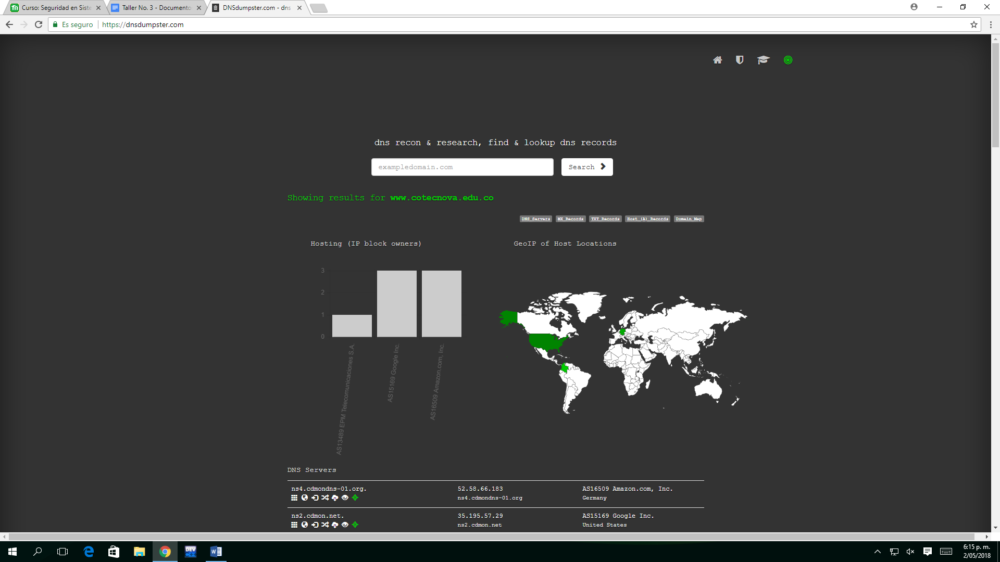 Curso: Seguridad en Siste
Taller No. 3 - Documento
DNSdumpster.com - dns
Es seguro
https://dnsdumpster.com
dns recon & research, find & lookup dns records
exampledomain.com
Search
Showing results for www.cotecnova.edu.co
DNS Servers MX Records TXT Records Host (A) Records Domain Map
Hosting (IP block owners)
GeoIP of Host Locations
3
2
1
0
AS13489 EPM Telecomunicaciones S.A.
AS15169 Google Inc.
AS16509 Amazon.com, Inc.
DNS Servers
ns4.cdmondns-01.org. 52.58.66.183 AS16509 Amazon.com, Inc.
ns4.cdmondns-01.org Germany
ns2.cdmon.net. 35.195.57.29 AS15169 Google Inc.
ns2.cdmon.net United States
DEV
C++
6:15 p. m.
2/05/2018